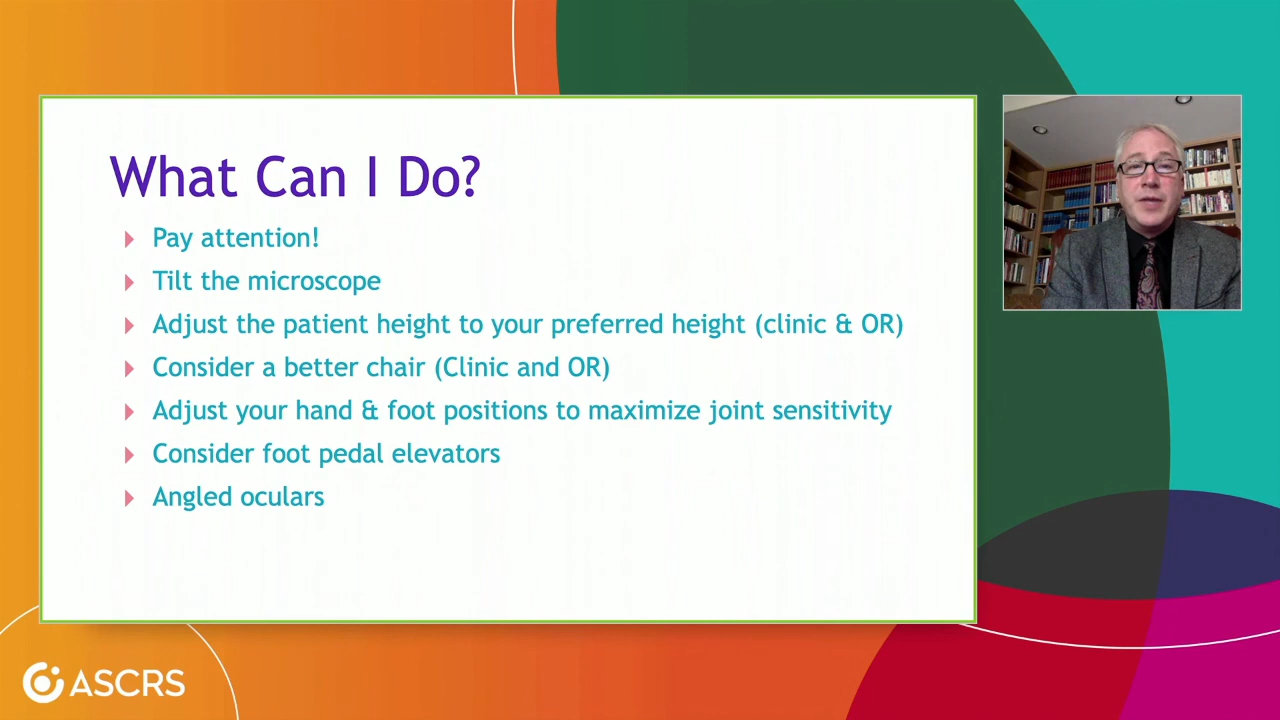 What Can I Do?
Pay attention!
Tilt the microscope
Adjust the patient height to your preferred height (clinic & OR)
Consider a better chair (Clinic and OR)
Adjust your hand & foot positions to maximize joint sensitivity
Consider foot pedal elevators
Angled oculars
ASCRS